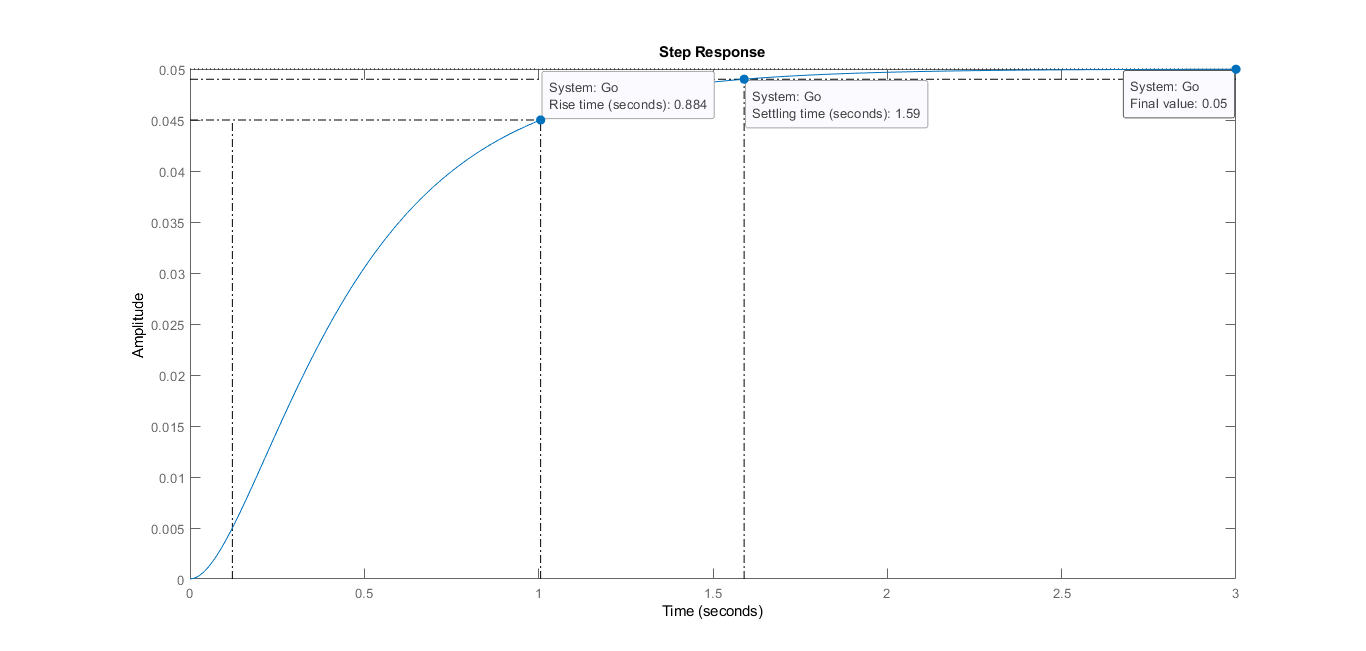 Step Response
0.05
System: Go
Rise time (seconds): 0.884
System: Go
Settling time (seconds): 1.59
System: Go
Final value: 0.05
0.045
0.04
0.035
0.03
0.025
0.02
0.015
0.01
0.005
0
Amplitude
0
0.5
1
1.5
2
2.5
3
Time (seconds)